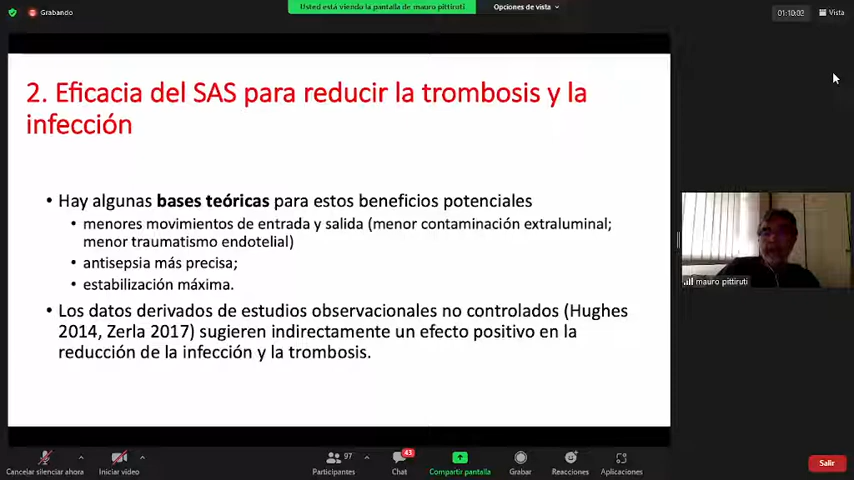 Grabando
Usted está viendo la pantalla de mauro pittiruti
Opciones de vista
01:10:02
Vista
2. Eficacia del SAS para reducir la trombosis y la
infección
• Hay algunas bases teóricas para estos beneficios potenciales
• menores movimientos de entrada y salida (menor contaminación extraluminal;
menor traumatismo endotelial)
• antisepsia más precisa;
• estabilización máxima.
• Los datos derivados de estudios observacionales no controlados (Hughes
2014, Zerla 2017) sugieren indirectamente un efecto positivo en la
reducción de la infección y la trombosis.
mauro pittiruti
Cancelar silenciar ahora
Iniciar video
97
Participantes
43
Chat
Compartir pantalla
Grabar
Reacciones
Aplicaciones
Salir